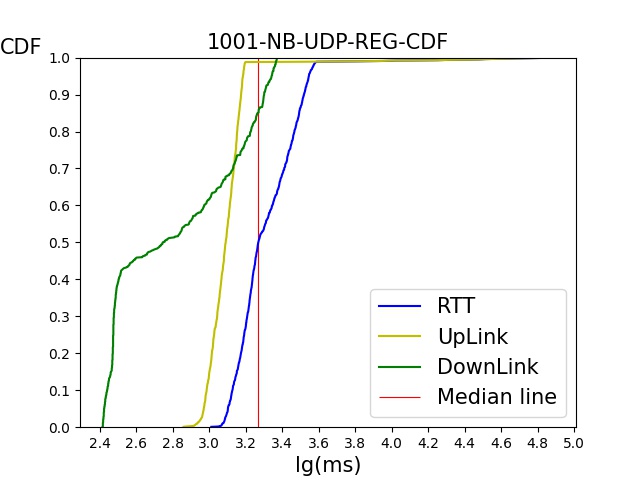 1001-NB-UDP-REG-CDF
CDF
1.0
0.9
0.8
0.7
0.6
0.5
0.4
0.3
0.2
0.1
0.0
RTT
UpLink
DownLink
Median line
2.4 2.6 2.8 3.0 3.2 3.4 3.6 3.8 4.0 4.2 4.4 4.6 4.8 5.0
lg(ms)